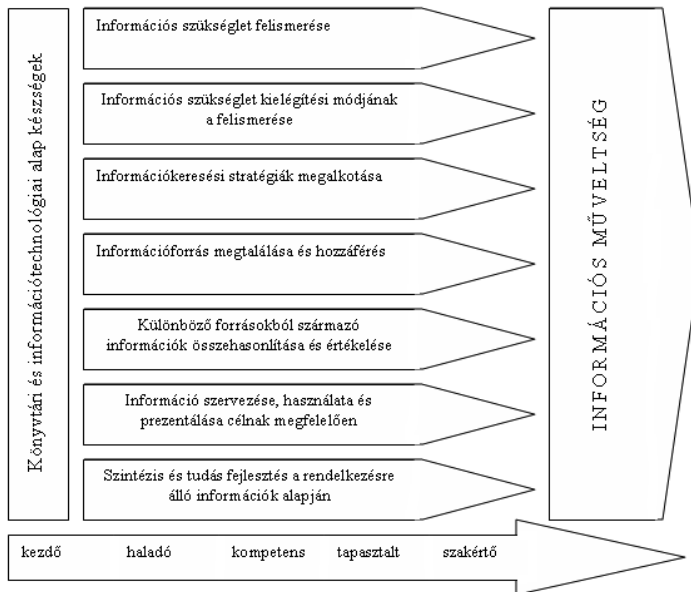 Könyvtári és információtechnológiai alap készségek
Információs szükséglet felismerése
Információs szükséglet kielégítési módjának
a felismerése
Információkeresési stratégiák megalkotása
Információforrás megtalálása és hozzáférés
Különböző forrásokból származó
információk összehasonlítása és értékelése
Információ szervezése, használata és
prezentálása célnak megfelelően
Szintézis és tudás fejlesztés a rendelkezésre
álló információk alapján
INFORMÁCIÓS MŰVELTSÉG
kezdő haladó kompetens tapasztalt szakértő